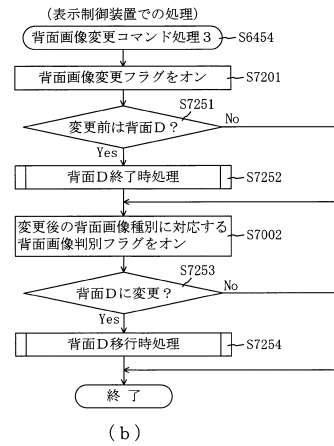 (表示制御装置での処理)
背面画像変更コマンド処理３
S6454
背面画像変更フラグをオン
S7201
S7251
変更前は背面Ｄ？
No
Yes
背面Ｄ終了時処理
S7252
変更後の背面画像種別に対応する
背面画像判別フラグをオン
S7002
S7253
背面Ｄに変更？
No
Yes
背面Ｄ移行時処理
S7254
終 了
(b)